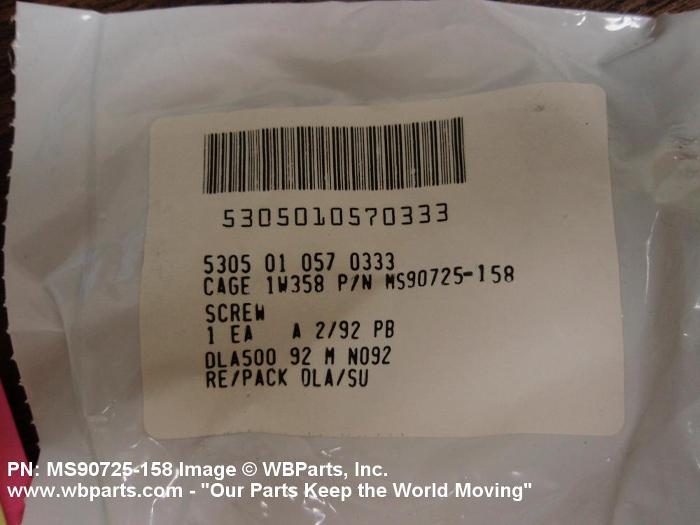 5305010570333
5305 01 057 0333
CAGE 1W358 P/N MS90725-158
SCREW
1 EA A 2/92 PB
DLA500 92 M N092
RE/PACK DLA/SU
PN: MS90725-158 Image © WBParts, Inc.
www.wbparts.com - "Our Parts Keep the World Moving"